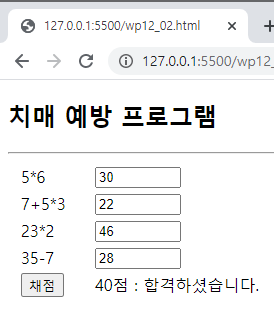 127.0.0.1:5500/wp12_02.html
127.0.0.1:5500/wp12_
치매 예방 프로그램
5*6 30
7+5*3 22
23*2 46
35-7 28
채점 40점 : 합격하셨습니다.